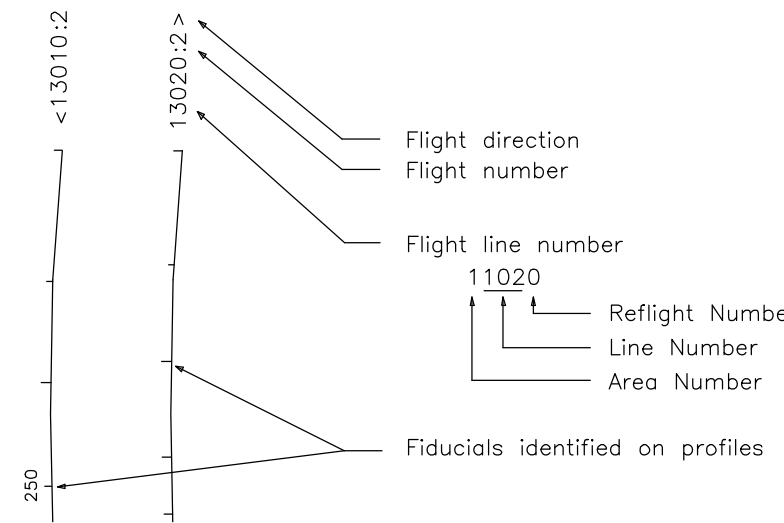 <13010:2
13020:2 >
Flight direction
Flight number
Flight line number
11020
Reflight Numbe
Line Number
Area Number
Fiducials identified on profiles
250